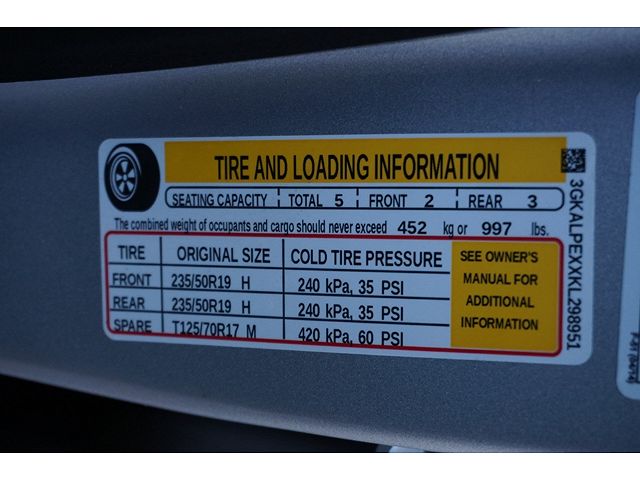 TIRE AND LOADING INFORMATION
SEATING CAPACITY TOTAL 5 FRONT 2 REAR 3
The combined weight of occupants and cargo should never exceed 452 kg or 997 lbs.
TIRE ORIGINAL SIZE COLD TIRE PRESSURE
FRONT 235/50R19 H 240 kPa, 35 PSI
REAR 235/50R19 H 240 kPa, 35 PSI
SPARE T125/70R17 M 420 kPa, 60 PSI
SEE OWNER'S
MANUAL FOR
ADDITIONAL
INFORMATION
3GKALPEXXKL298951